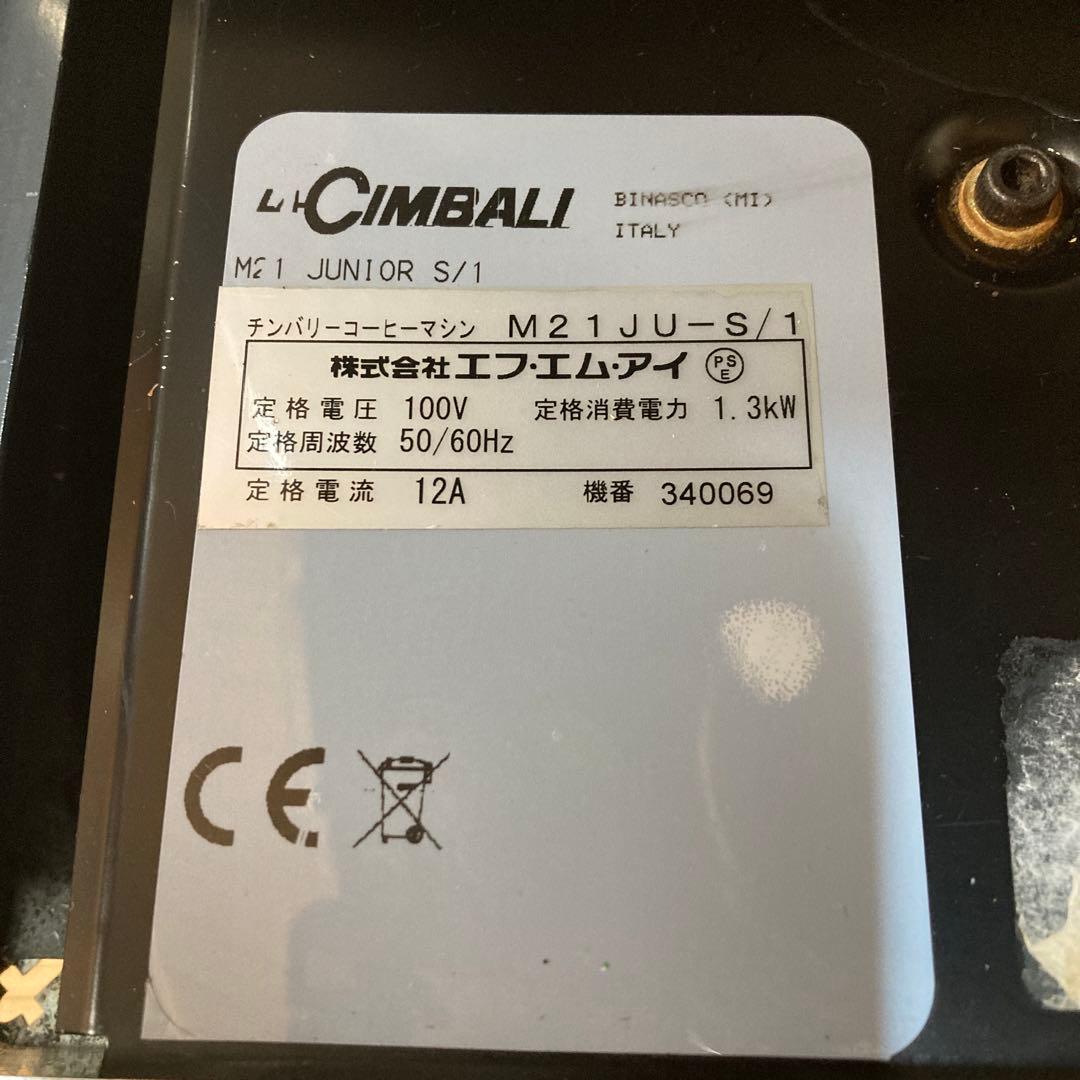 LA CIMBALI
BINASCO (MI)
ITALY
M21 JUNIOR S/1
チンバリーコーヒーマシン M21JU-S/1
株式会社エフ・エム・アイ PSE
定格電圧 100V 定格消費電力 1.3kW
定格周波数 50/60Hz
定格電流 12A 機番 340069
CE